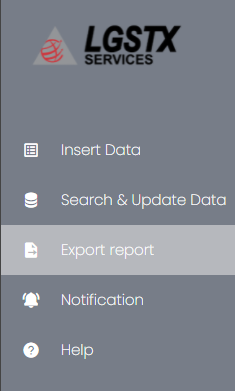 LGSTX
SERVICES
Insert Data
Search & Update Data
Export report
Notification
Help